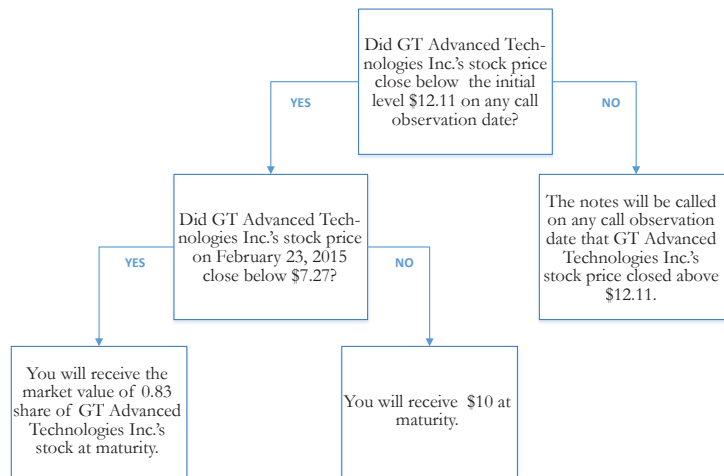 Did GT Advanced Tech-
nologies Inc.'s stock price
close below the initial
level $12.11 on any call
observation date?
YES
NO
Did GT Advanced Tech-
nologies Inc.'s stock price
on February 23, 2015
close below $7.27?
The notes will be called
on any call observation
date that GT Advanced
Technologies Inc.'s
stock price closed above
$12.11.
YES
NO
You will receive the
market value of 0.83
share of GT Advanced
Technologies Inc.'s
stock at maturity.
You will receive $10 at
maturity.